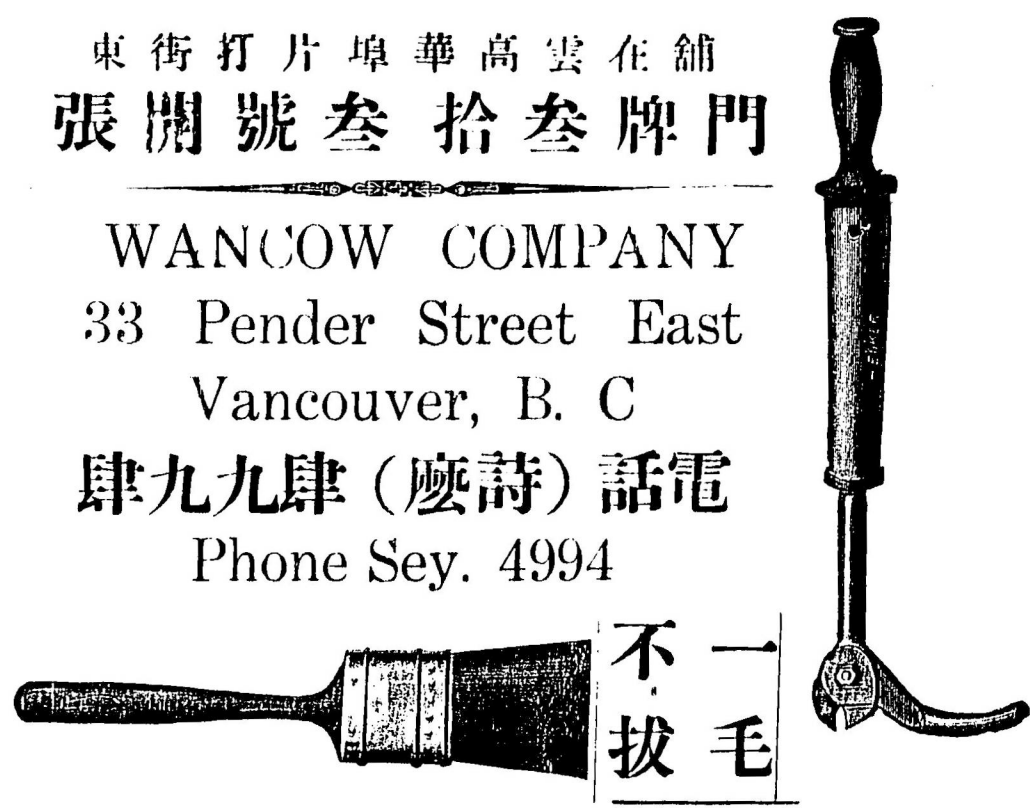 舖在雲高華埠片打街東
門牌叁拾叁號開張
WANCOW COMPANY
33 Pender Street East
Vancouver, B. C
電話（詩麼）肆九九肆
Phone Sey. 4994
一毛
不拔